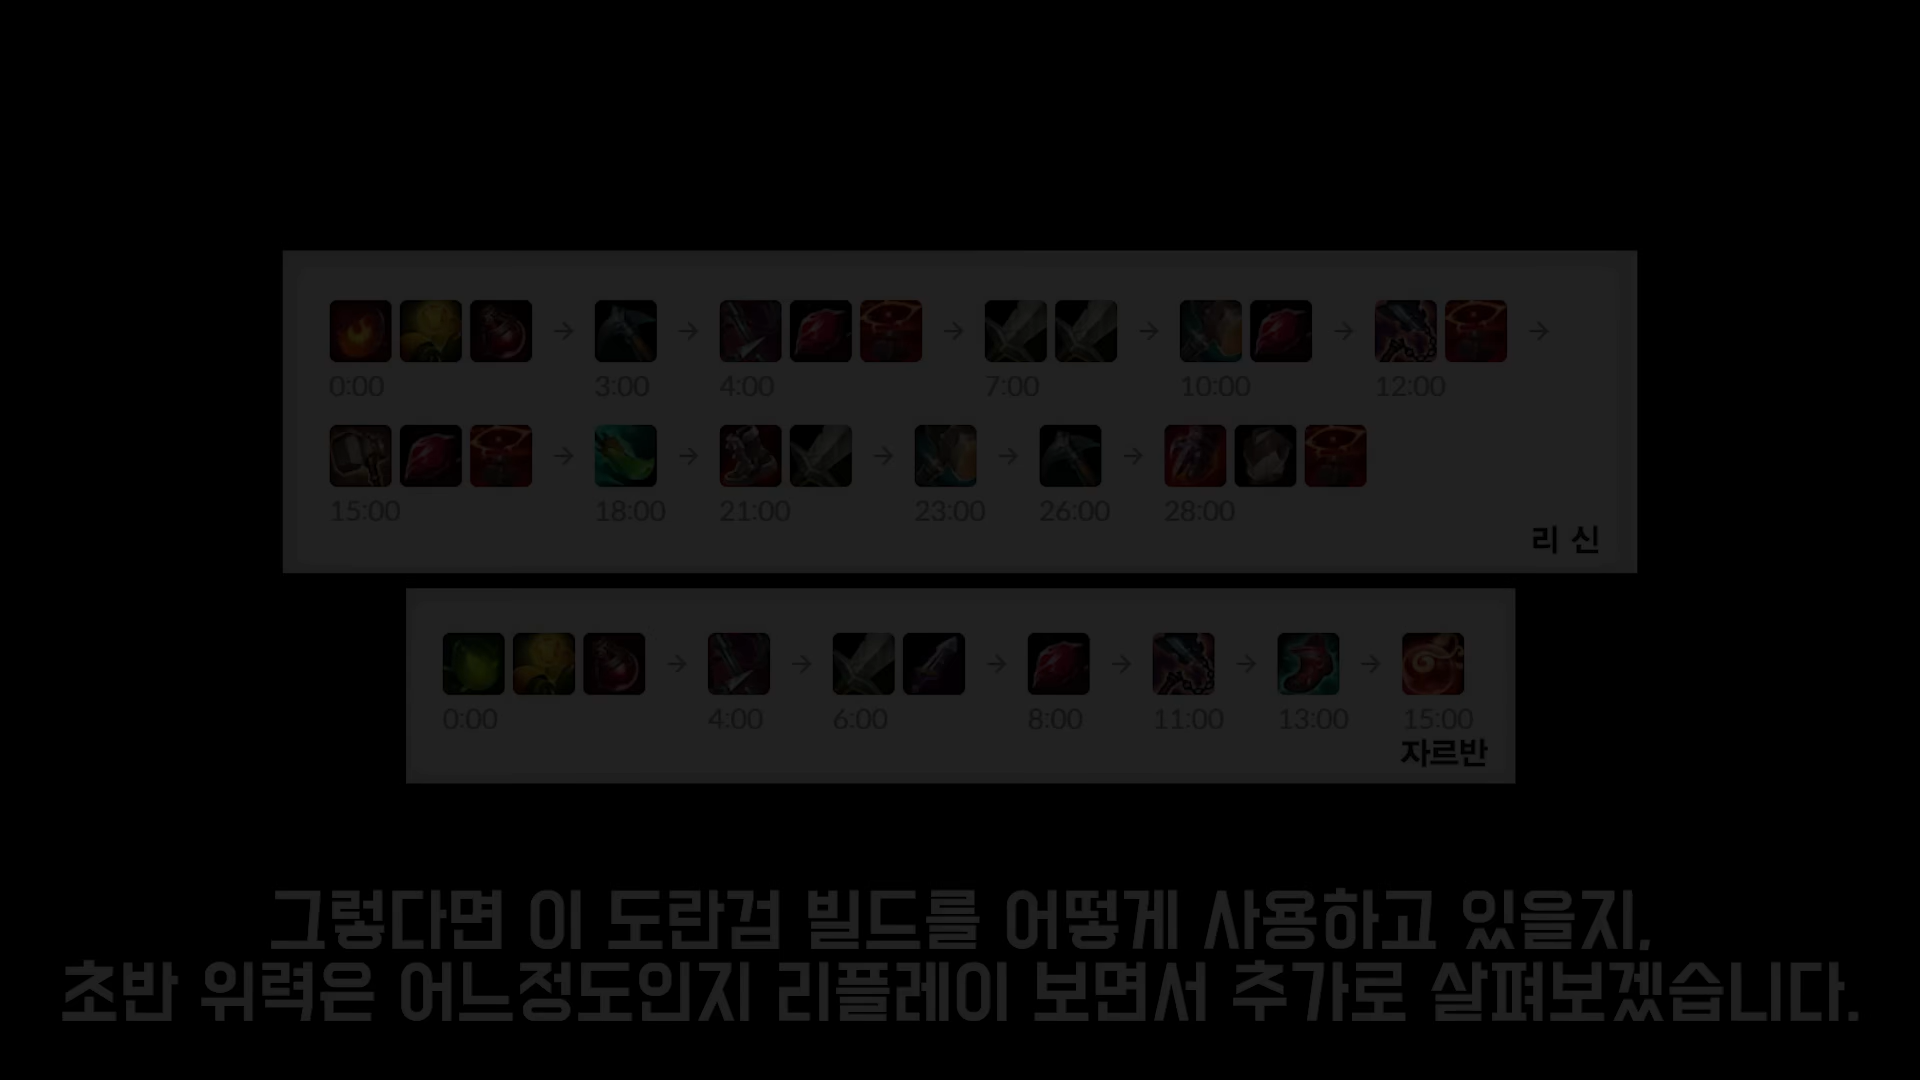 0:00 3:00 4:00 7:00 10:00 12:00
15:00 18:00 21:00 23:00 26:00 28:00
리 신
0:00 4:00 6:00 8:00 11:00 13:00 15:00
자르반
그렇다면 이 도란검 빌드를 어떻게 사용하고 있을지,
초반 위력은 어느정도인지 리플레이 보면서 추가로 살펴보겠습니다.